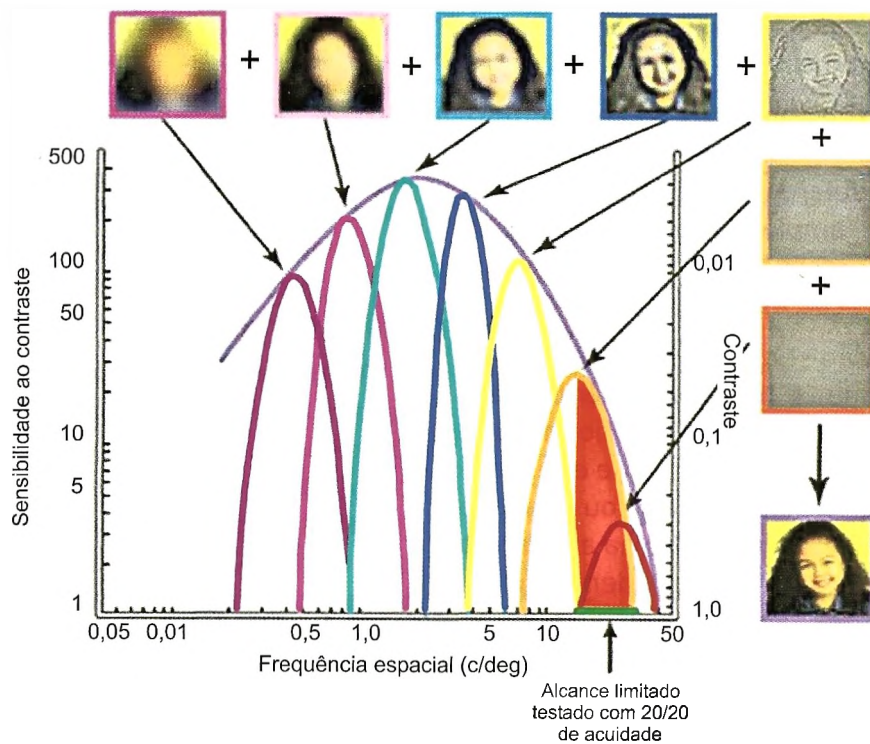 + + + +
+
+
500
100
50
10
5
1
Sensibilidade ao contraste
0,01
0,1
1,0
Contraste
0,05 0,01 0,5 1,0 5 10 50
Frequência espacial (c/deg)
Alcance limitado
testado com 20/20
de acuidade